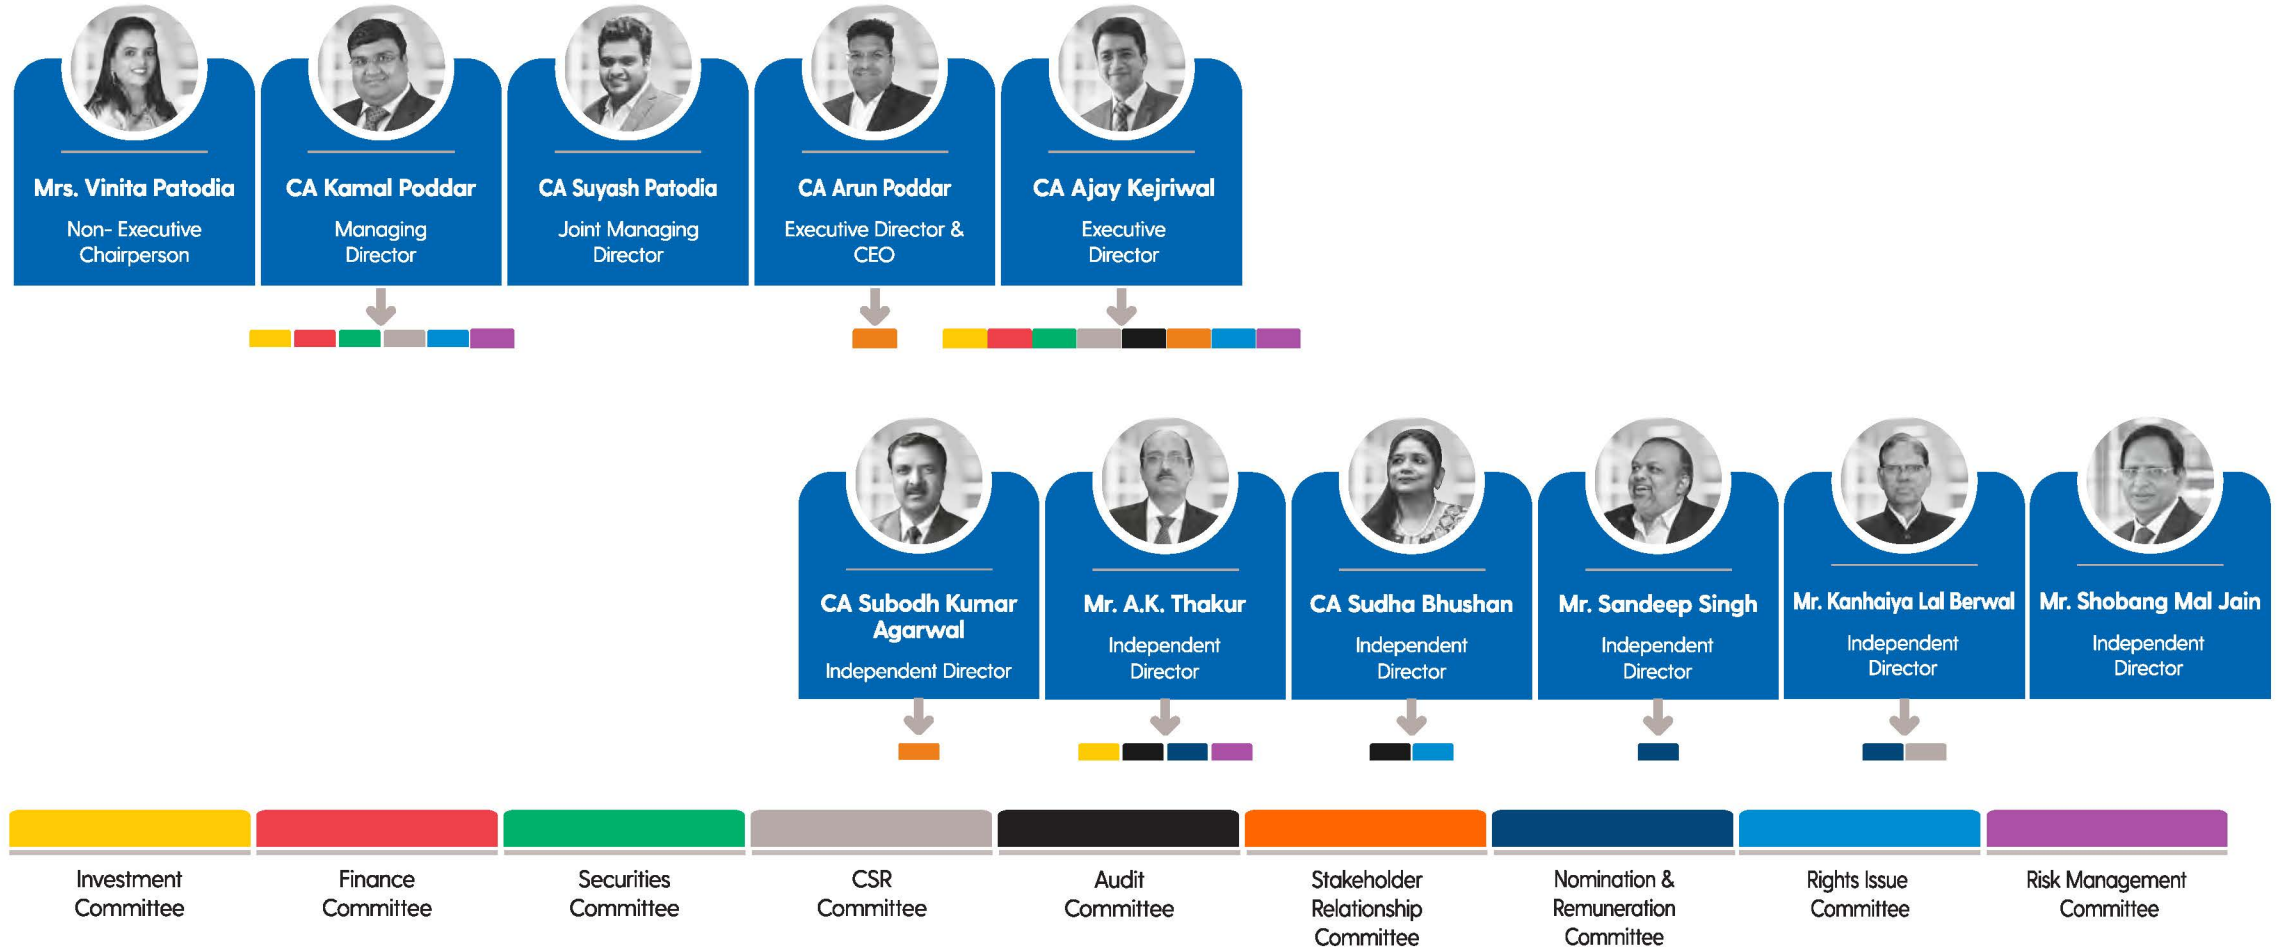 Mrs. Vinita Patodia
Non- Executive
Chairperson
CA Kamal Poddar
Managing
Director
CA Suyash Patodia
Joint Managing
Director
CA Arun Poddar
Executive Director &
CEO
CA Ajay Kejriwal
Executive
Director
CA Subodh Kumar
Agarwal
Independent Director
Mr. A.K. Thakur
Independent
Director
CA Sudha Bhushan
Independent
Director
Mr. Sandeep Singh
Independent
Director
Mr. Kanhaiya Lal Berwal
Independent
Director
Mr. Shobang Mal Jain
Independent
Director
Investment
Committee
Finance
Committee
Securities
Committee
CSR
Committee
Audit
Committee
Stakeholder
Relationship
Committee
Nomination &
Remuneration
Committee
Rights Issue
Committee
Risk Management
Committee